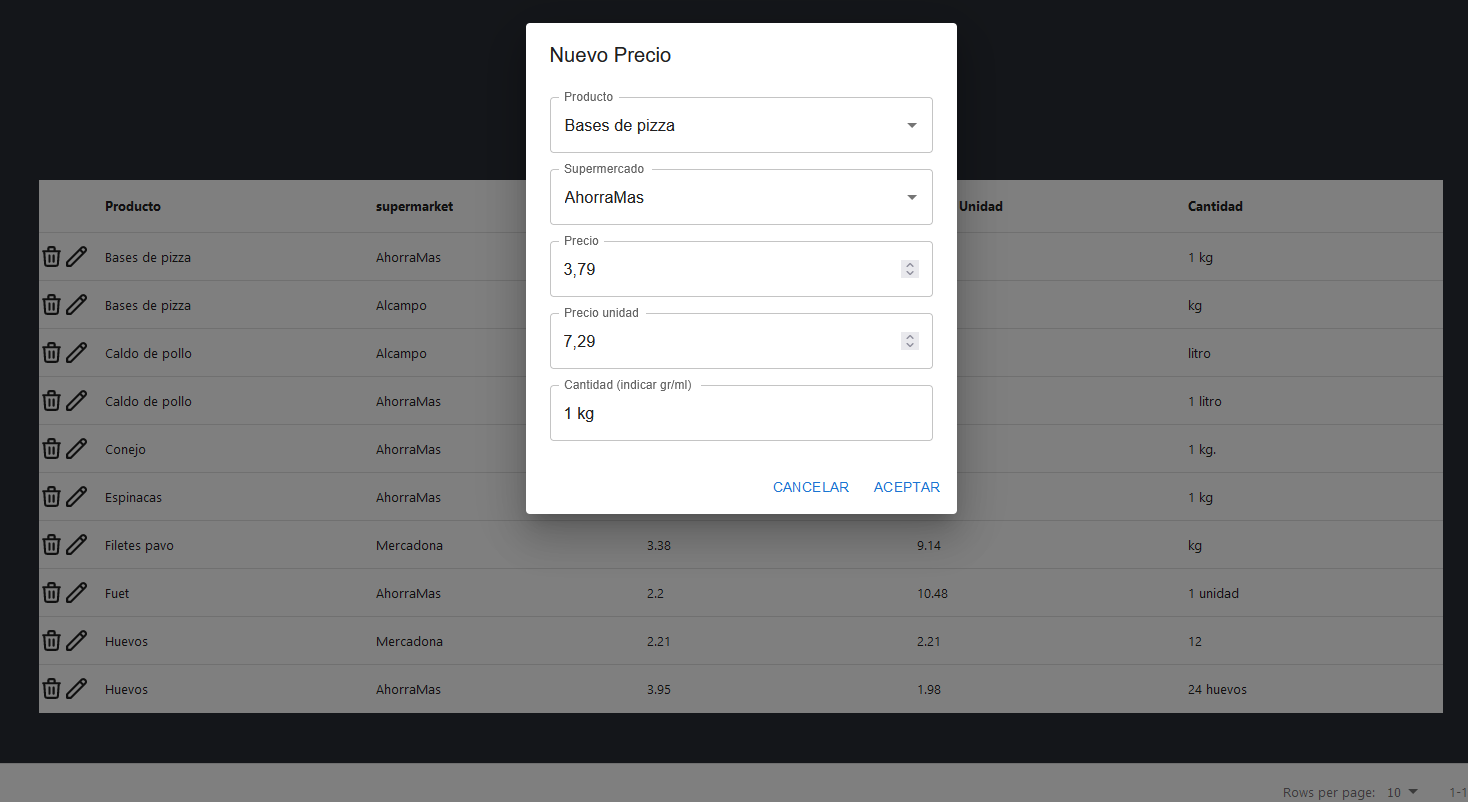 Nuevo Precio
Producto
Bases de pizza
Supermercado
AhorraMas
Precio
3,79
Precio unidad
7,29
Cantidad (indicar gr/ml)
1 kg
CANCELAR ACEPTAR
Producto supermarket Unidad Cantidad
Bases de pizza AhorraMas 1 kg
Bases de pizza Alcampo kg
Caldo de pollo Alcampo litro
Caldo de pollo AhorraMas 1 litro
Conejo AhorraMas 1 kg.
Espinacas AhorraMas 1 kg
Filetes pavo Mercadona 3.38 9.14 kg
Fuet AhorraMas 2.2 10.48 1 unidad
Huevos Mercadona 2.21 2.21 12
Huevos AhorraMas 3.95 1.98 24 huevos
Rows per page: 10 1-1